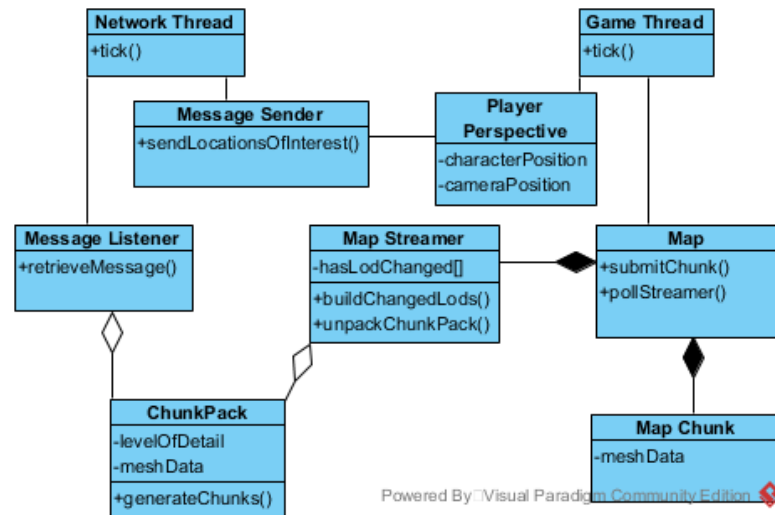 Network Thread
+tick()
Game Thread
+tick()
Message Sender
+sendLocationsOfInterest()
Player
Perspective
-characterPosition
-cameraPosition
Message Listener
+retrieveMessage()
Map Streamer
-hasLodChanged[]
+buildChangedLods()
+unpackChunkPack()
Map
+submitChunk()
+pollStreamer()
ChunkPack
-levelOfDetail
-meshData
+generateChunks()
Map Chunk
-meshData
Powered By Visual Paradigm Community Edition